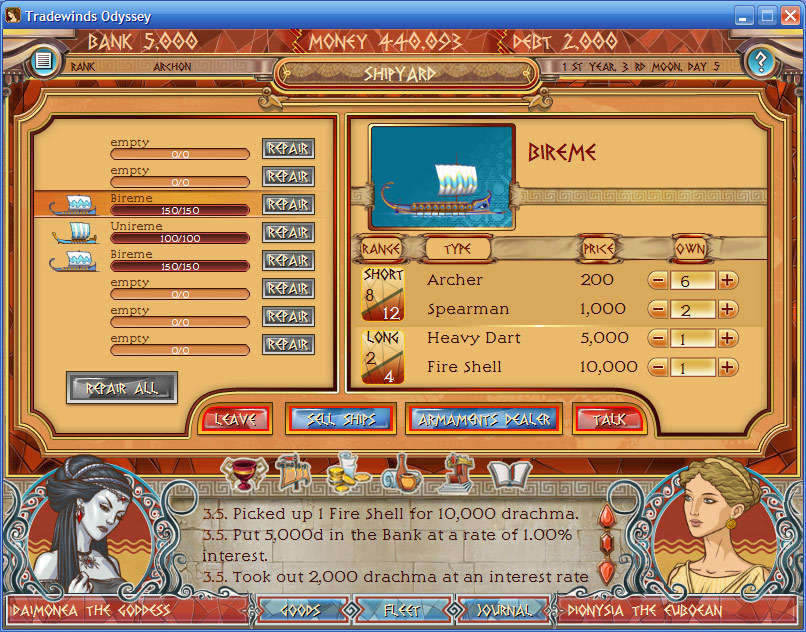 Tradewinds Odyssey
BANK 5,000 MONEY 440,093 DEBT 2,000
RANK ARCHON SHIPYARD 1 ST YEAR, 3 RD MOON, DAY 5
?
empty
0/0 REPAIR
empty
0/0 REPAIR
Bireme
150/150 REPAIR
Unireme
100/100 REPAIR
Bireme
150/150 REPAIR
empty
0/0 REPAIR
empty
0/0 REPAIR
empty
0/0 REPAIR
REPAIR ALL
BIREME
RANGE TYPE PRICE OWN
SHORT
8
12
Archer 200 - 6 +
Spearman 1,000 - 2 +
LONG
2
4
Heavy Dart 5,000 - 1 +
Fire Shell 10,000 - 1 +
LEAVE SELL SHIPS ARMAMENTS DEALER TALK
3.5. Picked up 1 Fire Shell for 10,000 drachma.
3.5. Put 5,000d in the Bank at a rate of 1.00%
interest.
3.5. Took out 2,000 drachma at an interest rate
DAIMONEA THE GODDESS GOODS FLEET JOURNAL DIONYSIA THE EUBOEAN